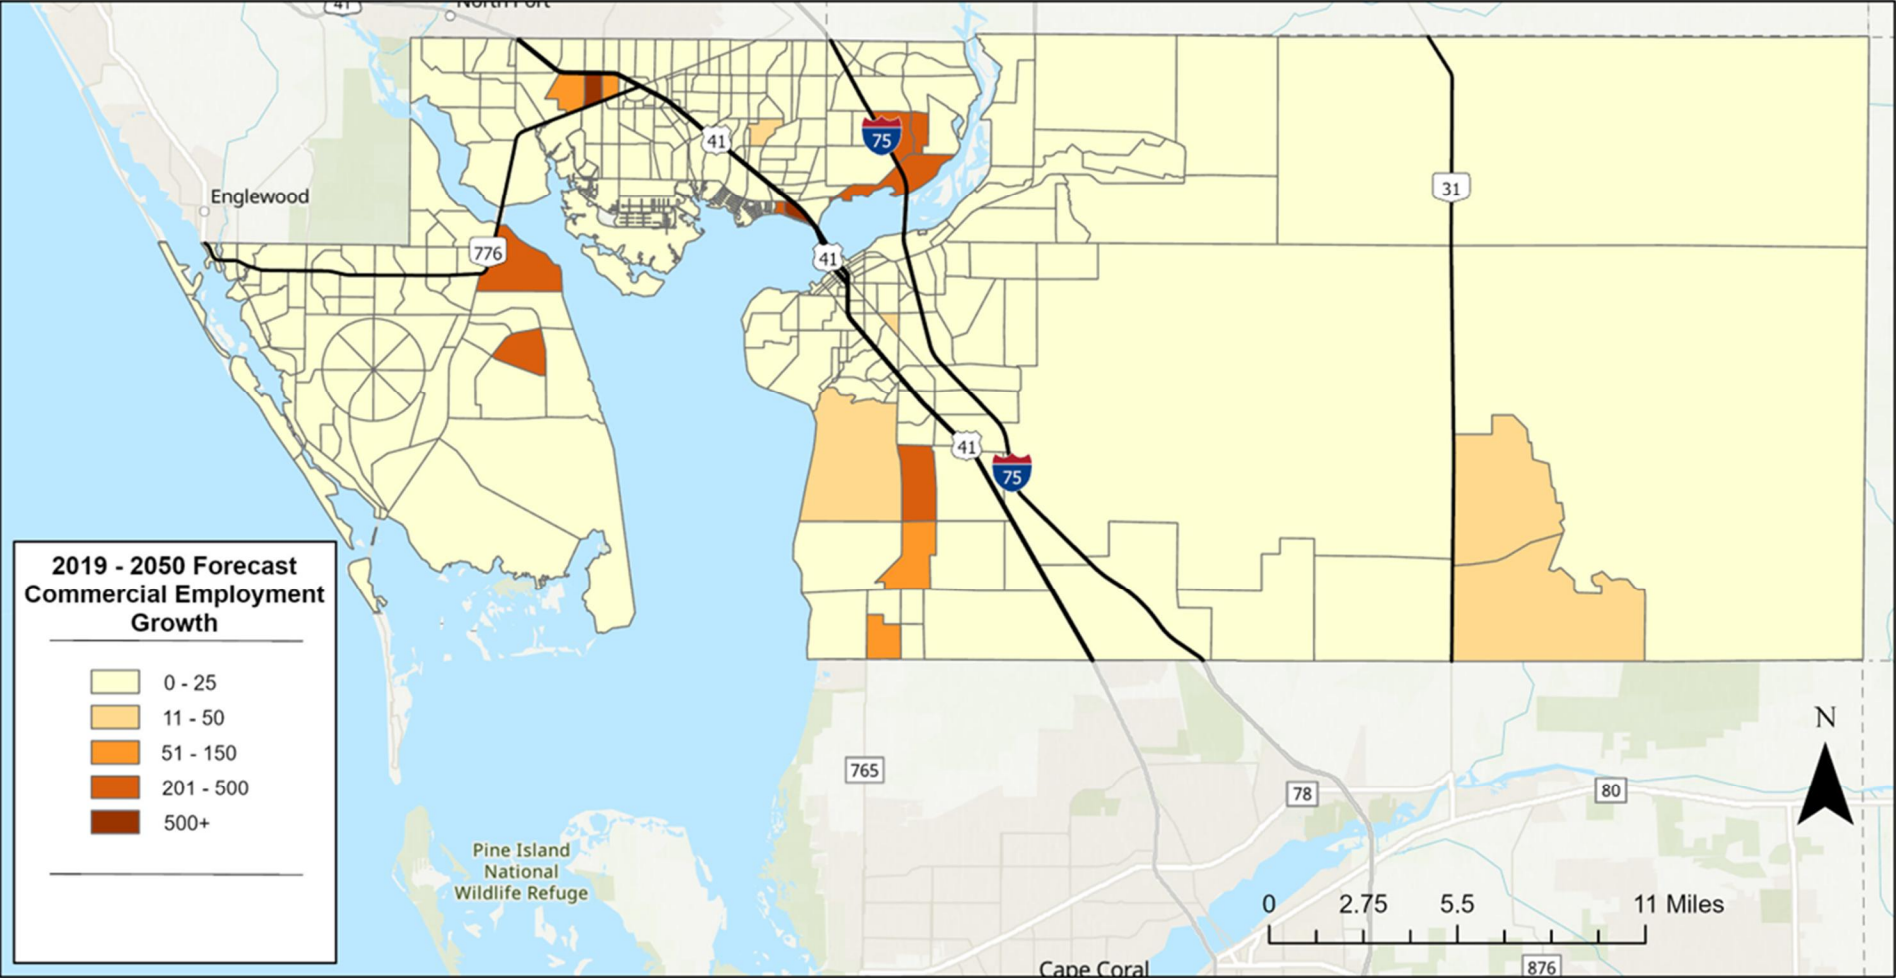 41
North Port
Englewood
41
75
31
776
41
41
75
2019 - 2050 Forecast
Commercial Employment
Growth
0 - 25
11 - 50
51 - 150
201 - 500
500+
N
765
78
80
Pine Island
National
Wildlife Refuge
0 2.75 5.5 11 Miles
Cape Coral
876